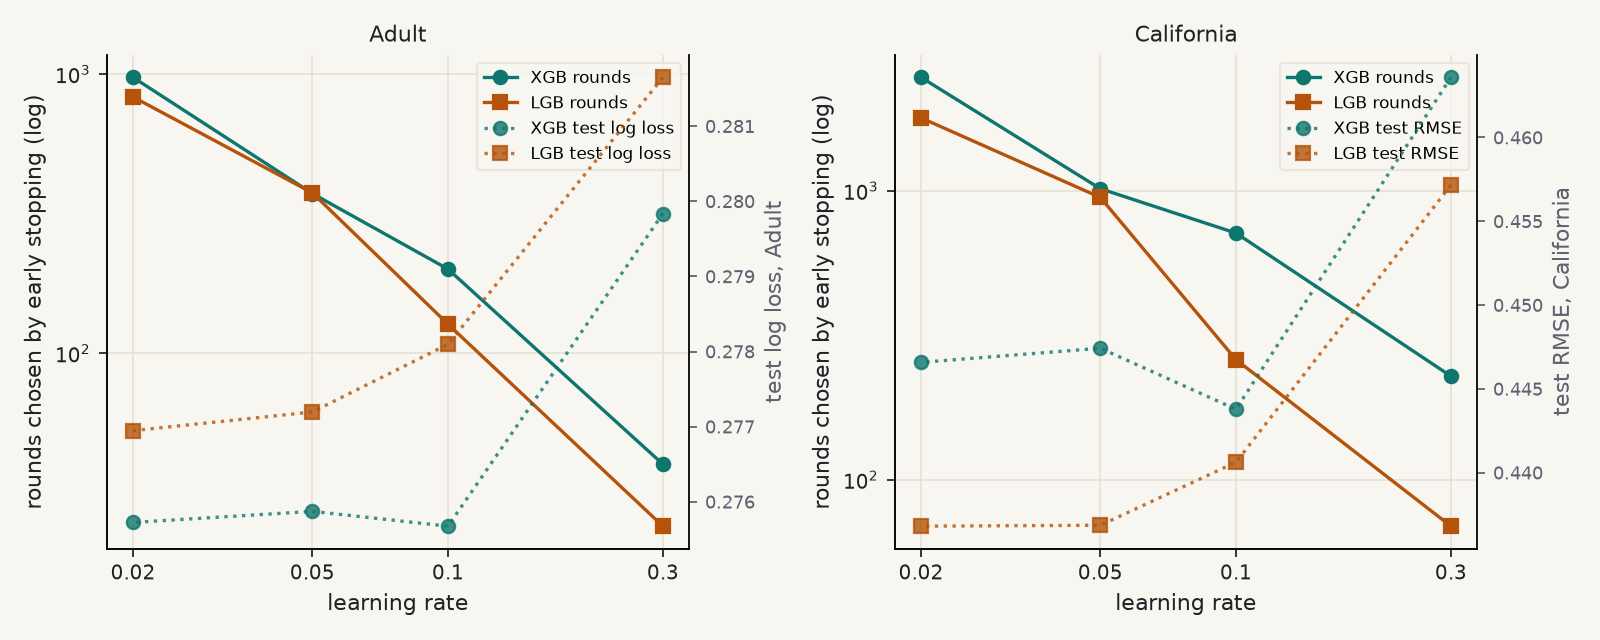 Adult
rounds chosen by early stopping (log)
10³
10²
XGB rounds
LGB rounds
XGB test log loss
LGB test log loss
0.281
0.280
0.279
0.278
0.277
0.276
test log loss, Adult
0.02
0.05
0.1
0.3
learning rate
California
rounds chosen by early stopping (log)
10³
10²
XGB rounds
LGB rounds
XGB test RMSE
LGB test RMSE
0.460
0.455
0.450
0.445
0.440
test RMSE, California
0.02
0.05
0.1
0.3
learning rate